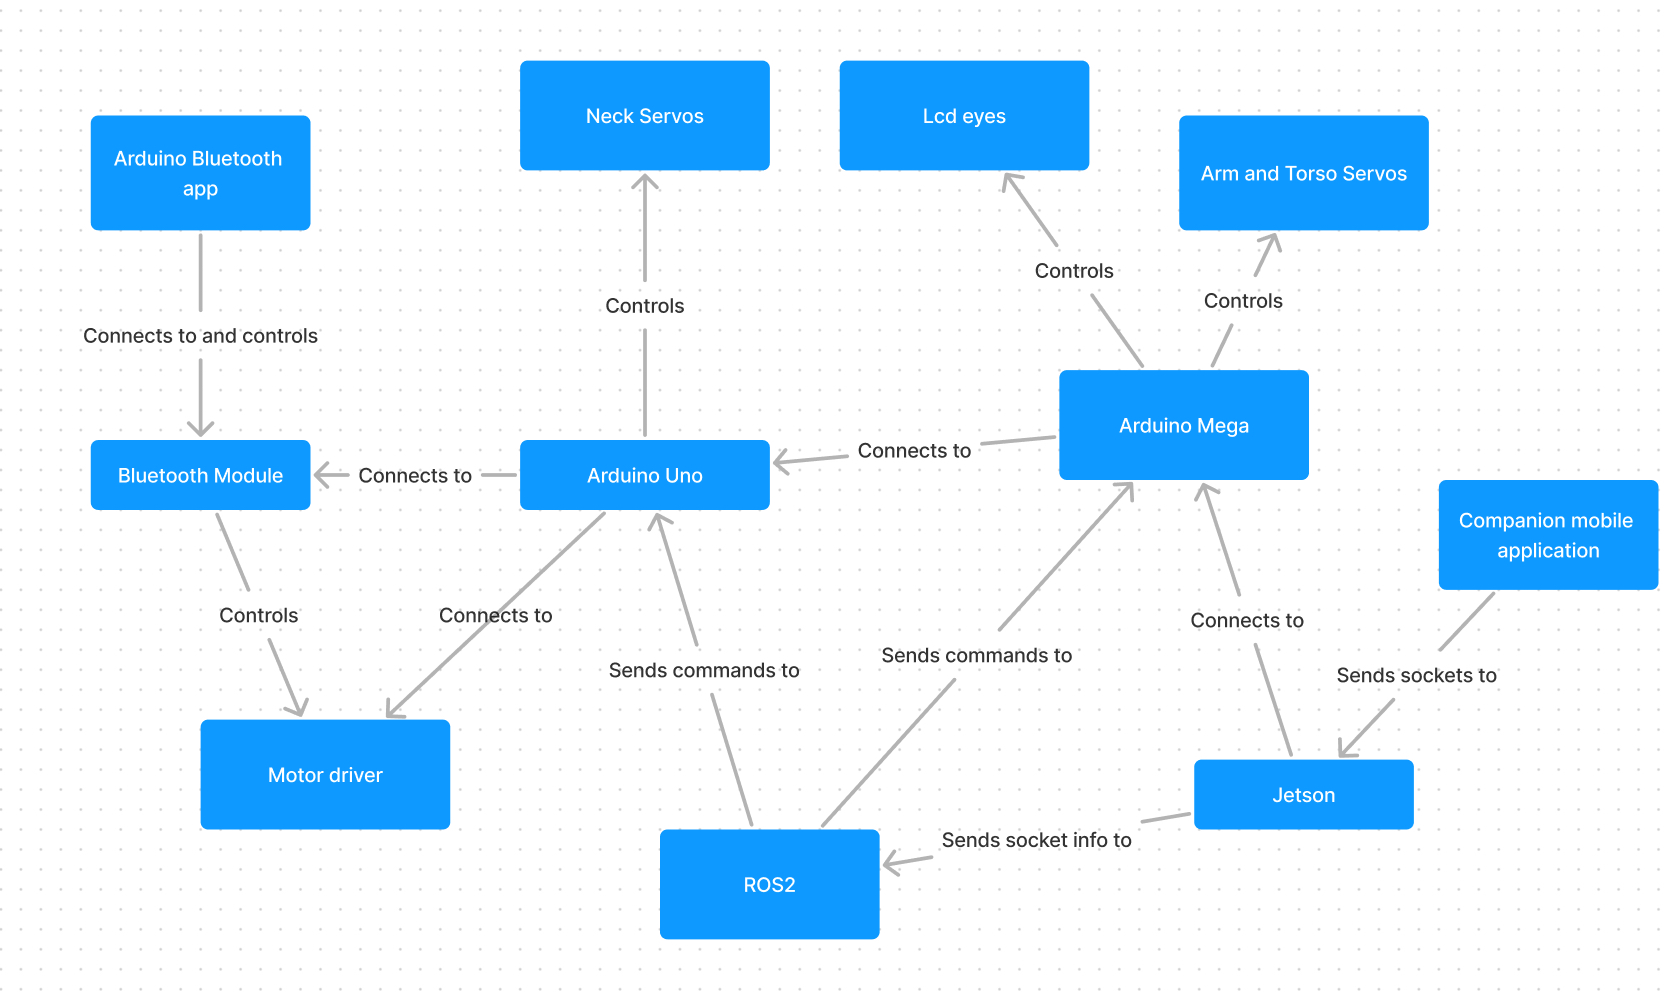 Neck Servos
Lcd eyes
Arduino Bluetooth
app
Arm and Torso Servos
Controls
Controls
Controls
Connects to and controls
Arduino Mega
Connects to
Bluetooth Module
Connects to
Arduino Uno
Companion mobile
application
Controls
Connects to
Connects to
Sends commands to
Sends commands to
Sends sockets to
Motor driver
Jetson
Sends socket info to
ROS2